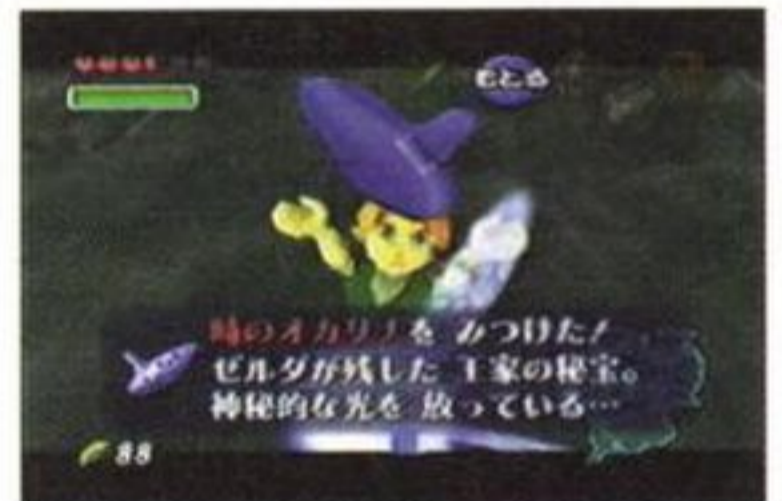 もどる
時のオカリナを みつけた!
ゼルダが残した 王家の秘宝。
神秘的な光を 放っている…
88